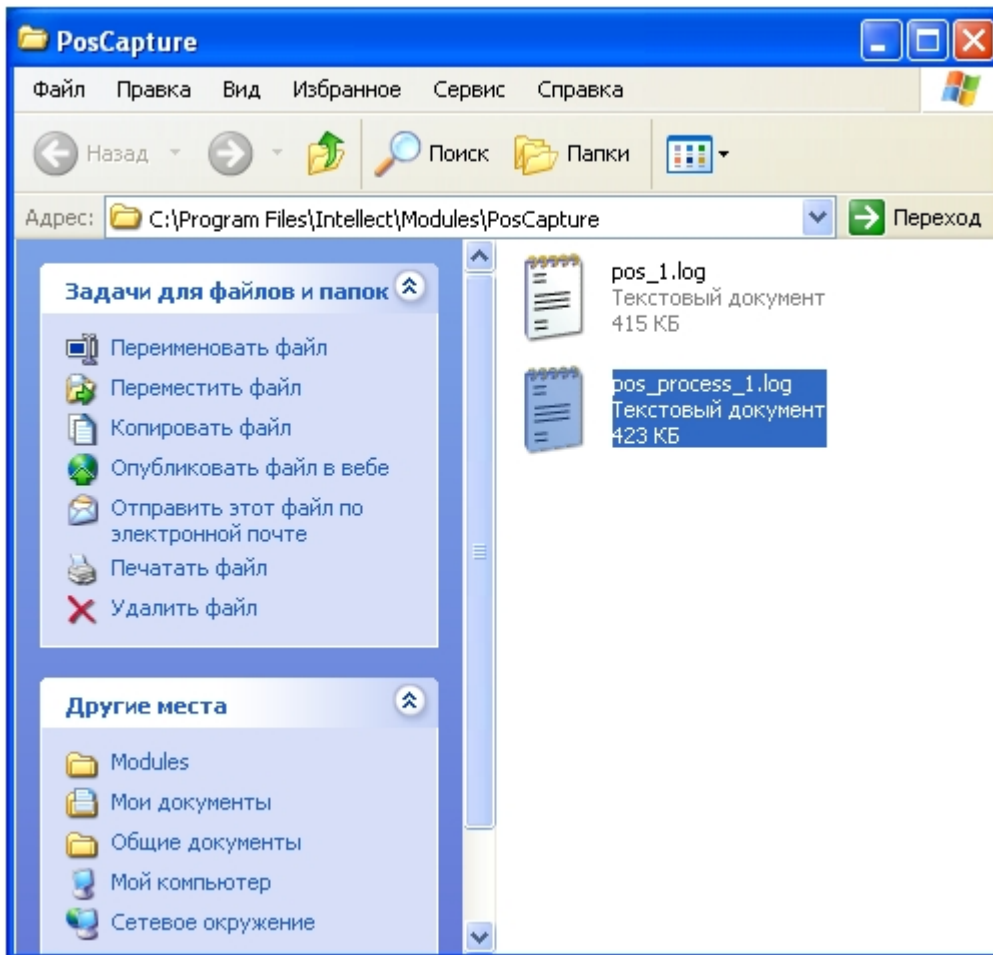 PosCapture
Файл Правка Вид Избранное Сервис Справка
Назад Поиск Папки
Адрес: C:\Program Files\Intellect\Modules\PosCapture Переход
Задачи для файлов и папок
Переименовать файл
Переместить файл
Копировать файл
Опубликовать файл в вебе
Отправить этот файл по
электронной почте
Печатать файл
Удалить файл
Другие места
Modules
Мои документы
Общие документы
Мой компьютер
Сетевое окружение
pos_1.log
Текстовый документ
415 КБ
pos_process_1.log
Текстовый документ
423 КБ